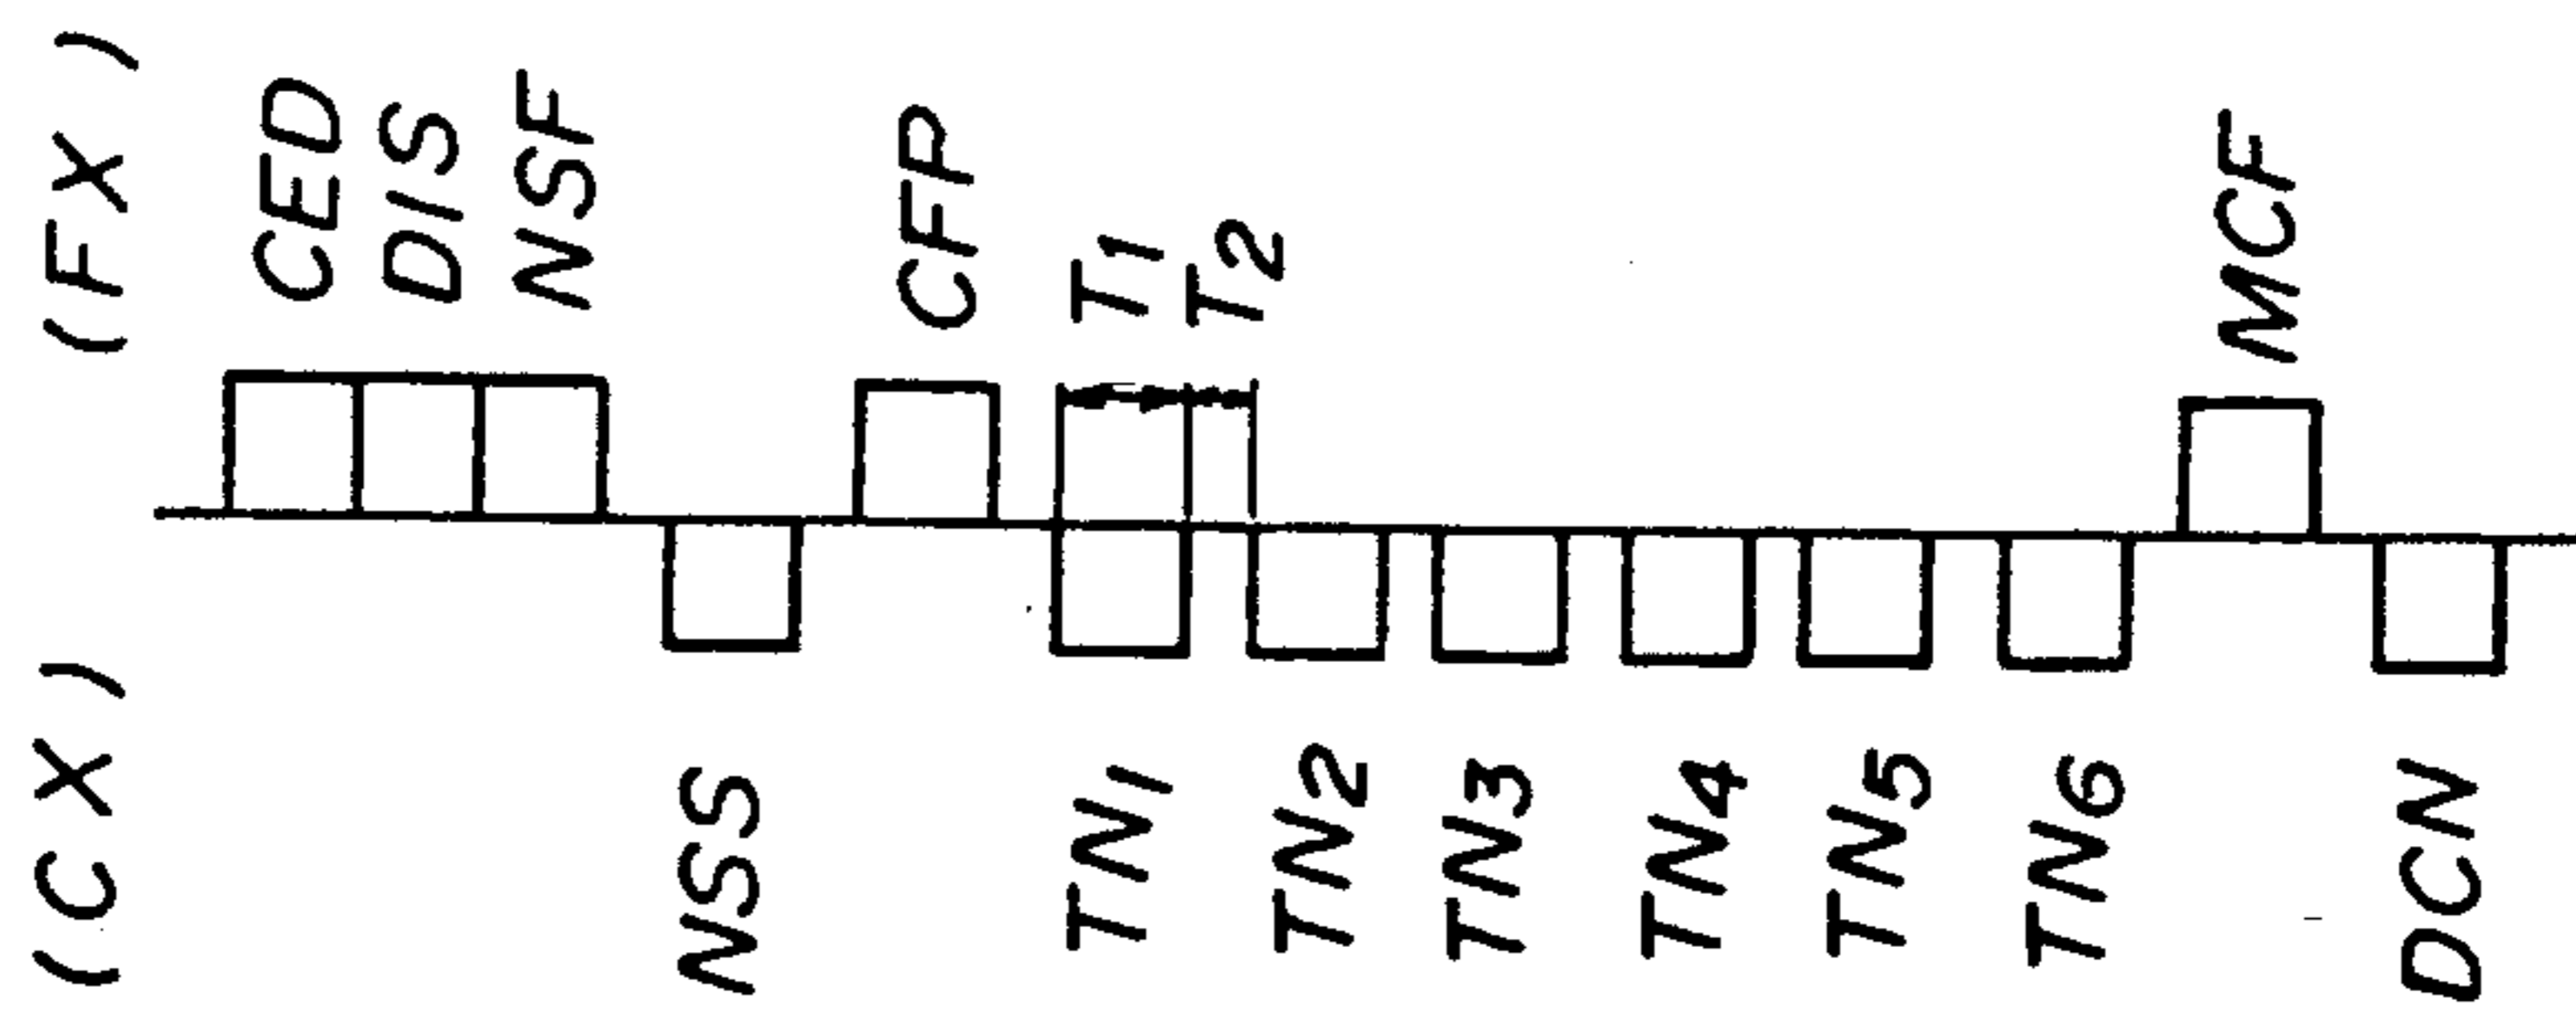 (FX)
CED
DIS
NSF
CFP
T1
T2
MCF
(CX)
NSS
TN1
TN2
TN3
TN4
TN5
TN6
DCN